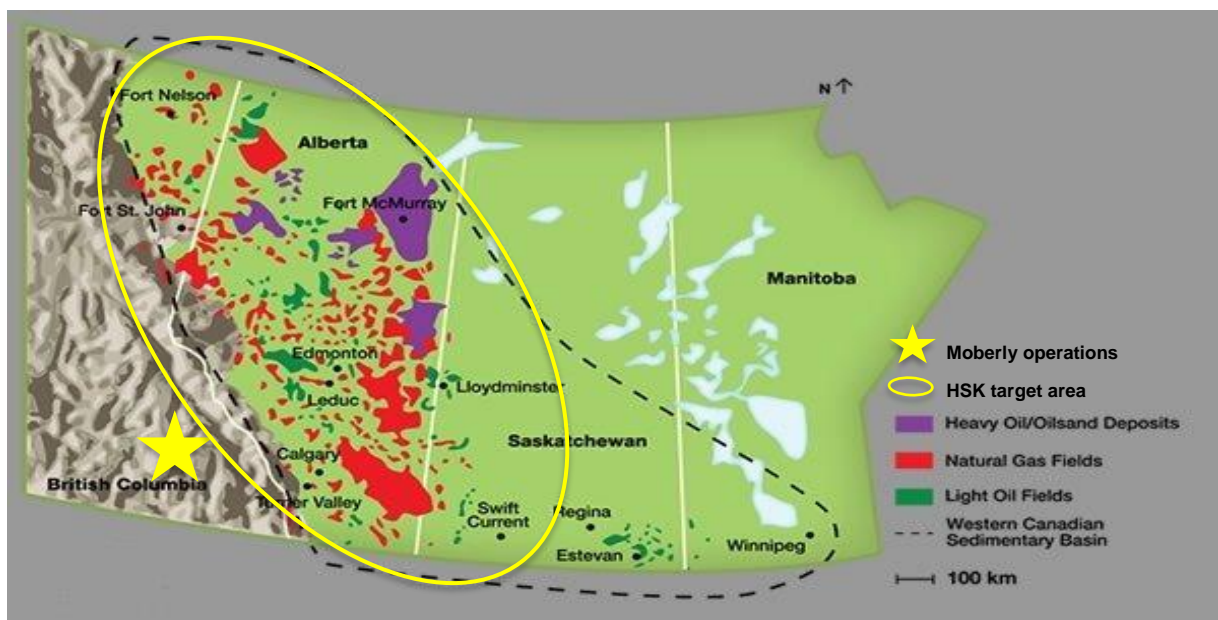 N
Fort Nelson
Alberta
Fort McMurray
Fort St. John
Manitoba
Edmonton
Leduc
Lloydminster
Saskatchewan
Calgary
British Columbia
Turner Valley
Swift
Current
Regina
Estevan
Winnipeg
Moberly operations
HSK target area
Heavy Oil/Oilsand Deposits
Natural Gas Fields
Light Oil Fields
Western Canadian
Sedimentary Basin
100 km